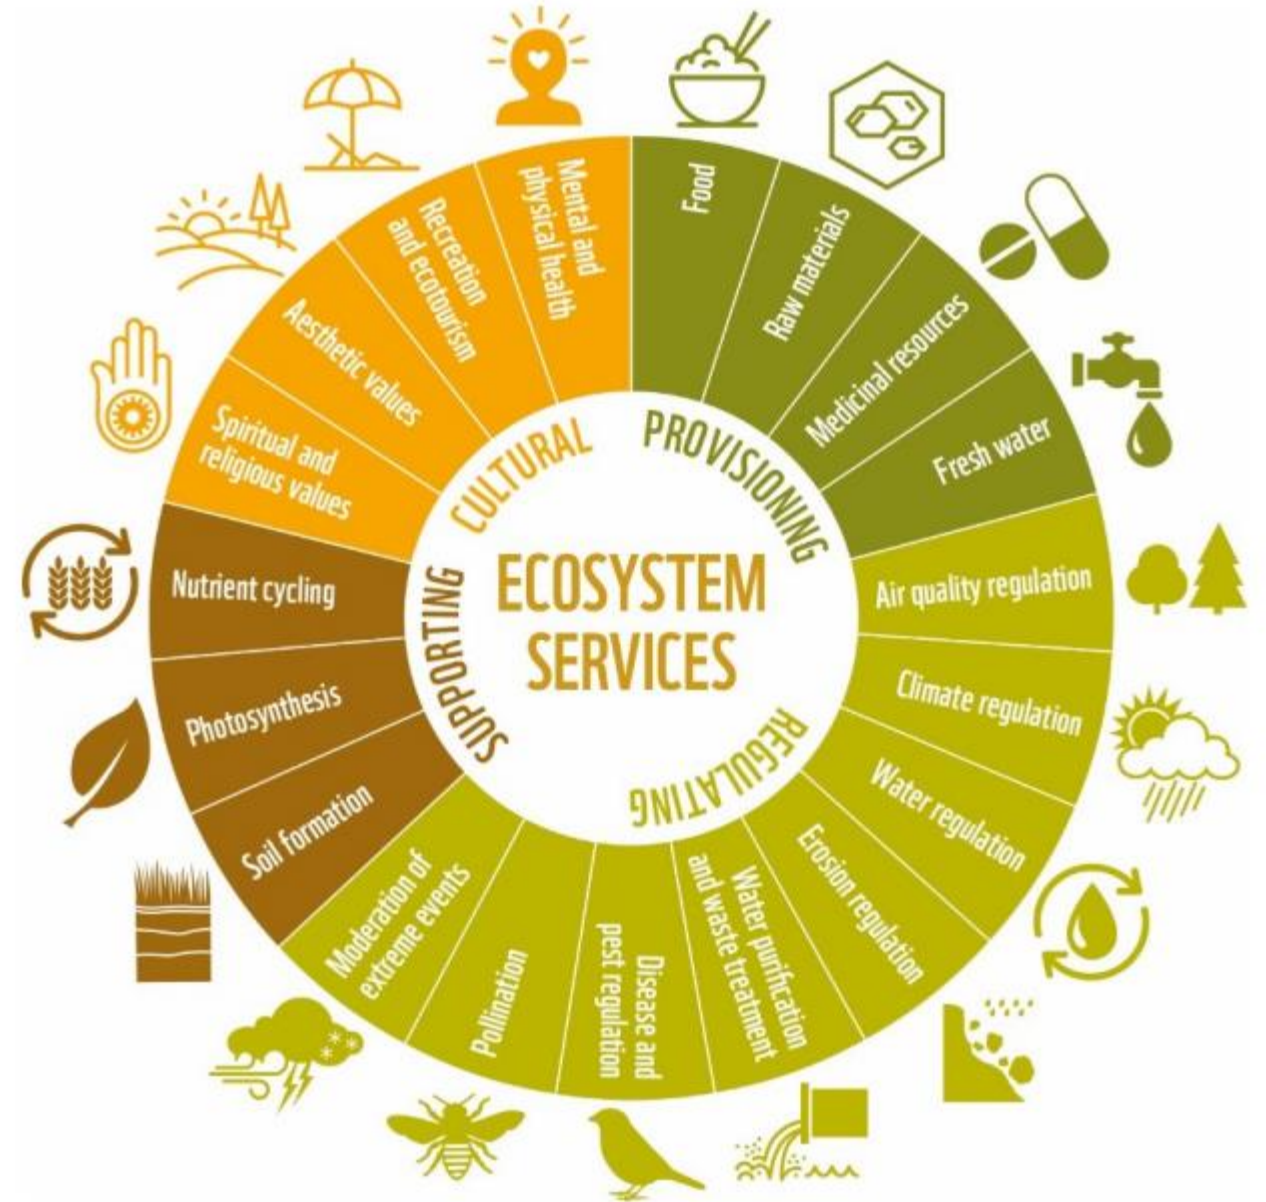 ECOSYSTEM
SERVICES
PROVISIONING
Food
Raw materials
Medicinal resources
Fresh water
REGULATING
Air quality regulation
Climate regulation
Water regulation
Erosion regulation
Water purification
and waste treatment
Disease and
pest regulation
Pollination
Moderation of
extreme events
SUPPORTING
Soil formation
Photosynthesis
Nutrient cycling
CULTURAL
Spiritual and
religious values
Aesthetic values
Recreation
and ecotourism
Mental and
physical health